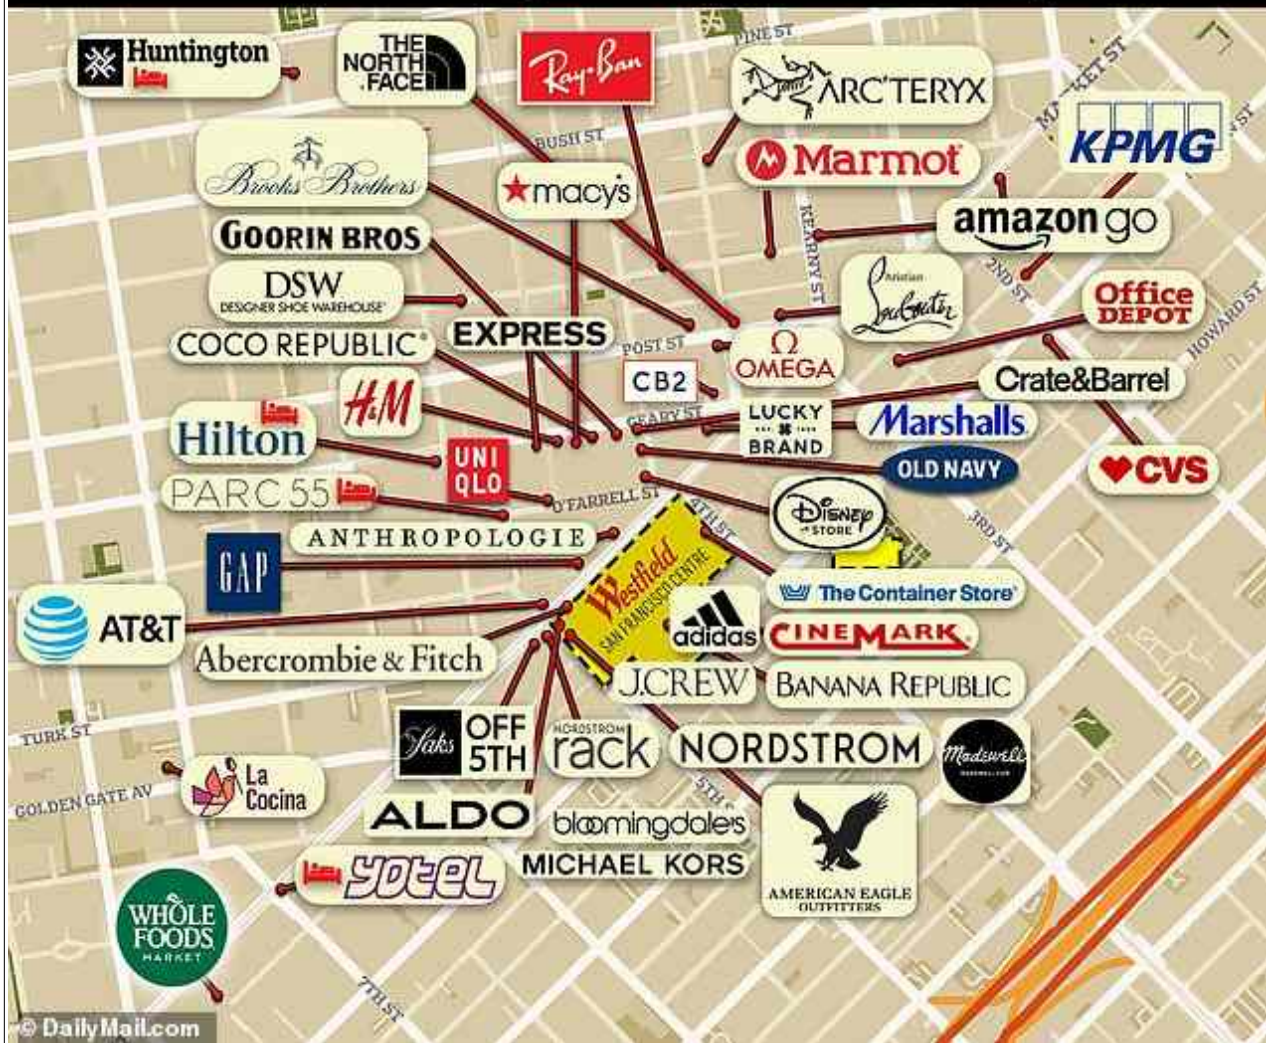 PINE ST
Huntington
THE
NORTH
FACE
Ray-Ban
ARC'TERYX
MARKET ST
KPMG
BUSH ST
Marmot
Brooks Brothers
macy's
KEARNY ST
amazon go
GOORIN BROS
DSW
DESIGNER SHOE WAREHOUSE
2ND ST
Christian
Louboutin
Office
DEPOT
HOWARD ST
EXPRESS
COCO REPUBLIC
POST ST
Ω
OMEGA
CB2
Crate&Barrel
H&M
GEARY ST
LUCKY
BRAND
Marshalls
Hilton
UNI
QLO
OLD NAVY
CVS
PARC 55
O'FARRELL ST
4TH ST
DISNEY
STORE
3RD ST
ANTHROPOLOGIE
GAP
Westfield
SAN FRANCISCO CENTRE
The Container Store
AT&T
adidas
CINEMARK
Abercrombie & Fitch
J.CREW
BANANA REPUBLIC
TURK ST
Saks
OFF
5TH
NORDSTROM
rack
NORDSTROM
Madewell
La
Cocina
GOLDEN GATE AV
5TH S
ALDO
bloomingdale's
YOTEL
MICHAEL KORS
AMERICAN EAGLE
OUTFITTERS
WHOLE
FOODS
MARKET
7TH ST
© DailyMail.com